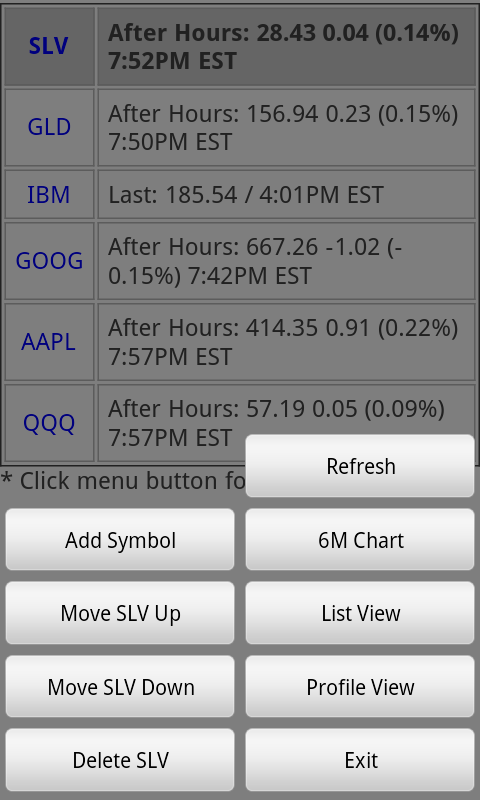 SLV
After Hours: 28.43 0.04 (0.14%)
7:52PM EST
GLD
After Hours: 156.94 0.23 (0.15%)
7:50PM EST
IBM
Last: 185.54 / 4:01PM EST
GOOG
After Hours: 667.26 -1.02 (-
0.15%) 7:42PM EST
AAPL
After Hours: 414.35 0.91 (0.22%)
7:57PM EST
QQQ
After Hours: 57.19 0.05 (0.09%)
7:57PM EST
* Click menu button fo
Refresh
Add Symbol
6M Chart
Move SLV Up
List View
Move SLV Down
Profile View
Delete SLV
Exit